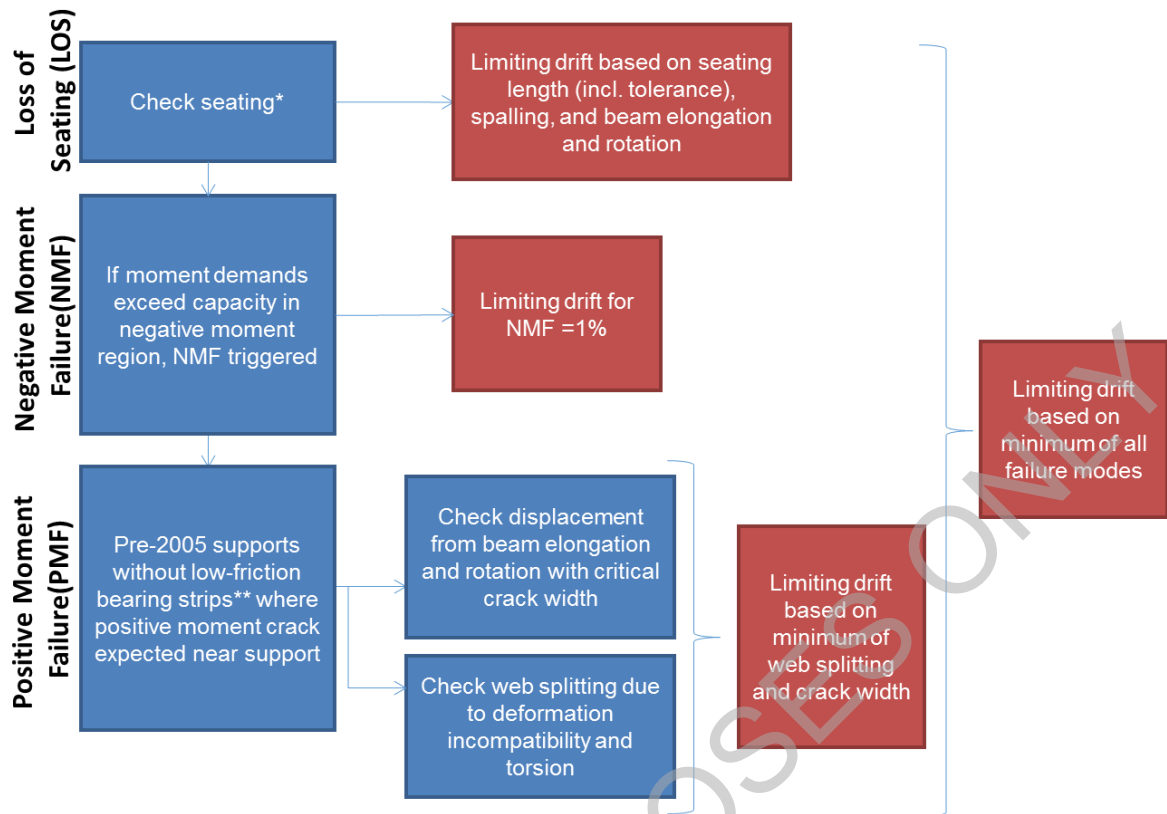 Loss of
Seating (LOS)
Check seating*
Limiting drift based on seating
length (incl. tolerance),
spalling, and beam elongation
and rotation
Negative Moment
Failure(NMF)
If moment demands
exceed capacity in
negative moment
region, NMF triggered
Limiting drift for
NMF =1%
Limiting drift
based on
minimum of all
failure modes
Positive Moment
Failure(PMF)
Pre-2005 supports
without low-friction
bearing strips** where
positive moment crack
expected near support
Check displacement
from beam elongation
and rotation with critical
crack width
Check web splitting due
to deformation
incompatibility and
torsion
Limiting drift
based on
minimum of
web splitting
and crack width
OSES ONLY